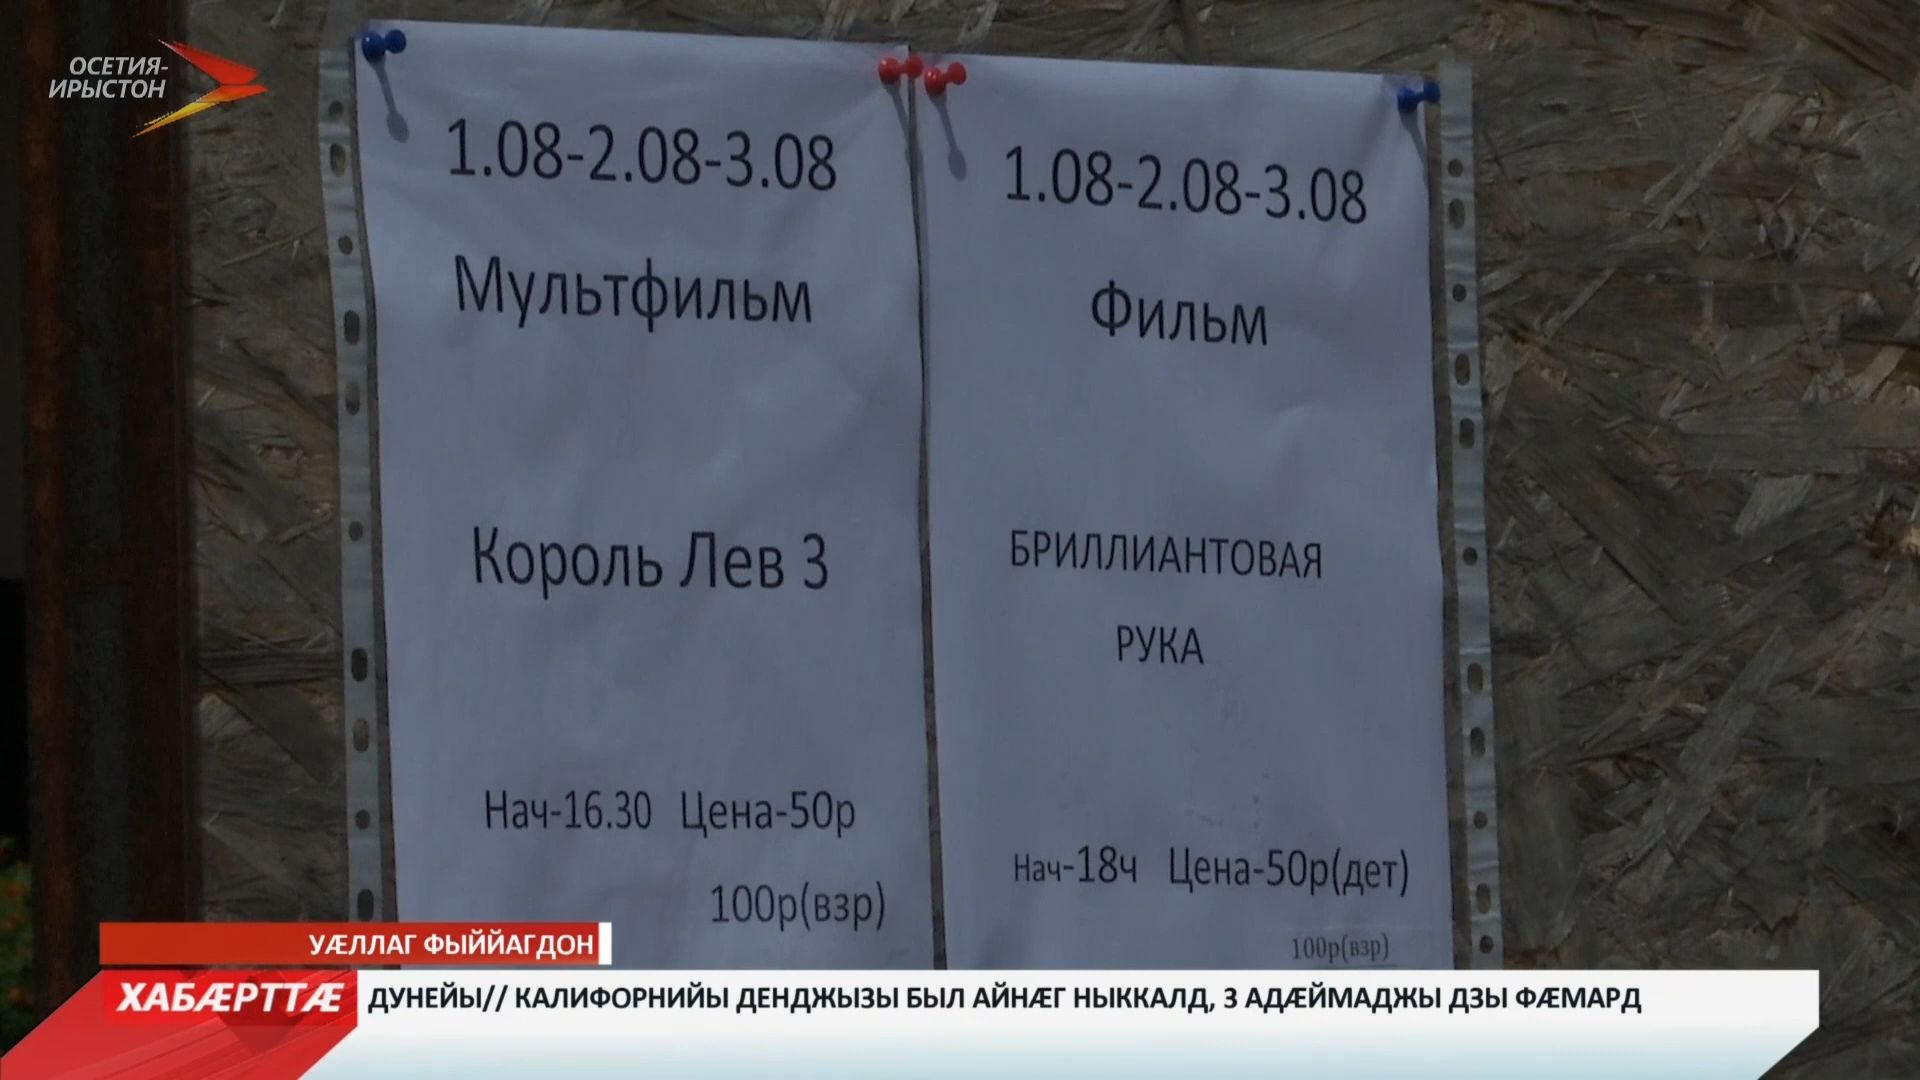 ОСЕТИЯ-
ИРЫСТОН
1.08-2.08-3.08
Мультфильм
Король Лев 3
Нач-16.30 Цена-50р
100р(взр)
1.08-2.08-3.08
Фильм
БРИЛЛИАНТОВАЯ
РУКА
Нач-18ч Цена-50р(дет)
100р(взр)
УÆЛЛАГ ФЫЙЙАГДОН
ХАБÆРТТÆ
ДУНЕЙЫ// КАЛИФОРНИЙЫ ДЕНДЖЫЗЫ БЫЛ АЙНÆГ НЫККАЛД, 3 АДÆЙМАДЖЫ ДЗЫ ФÆМАРД